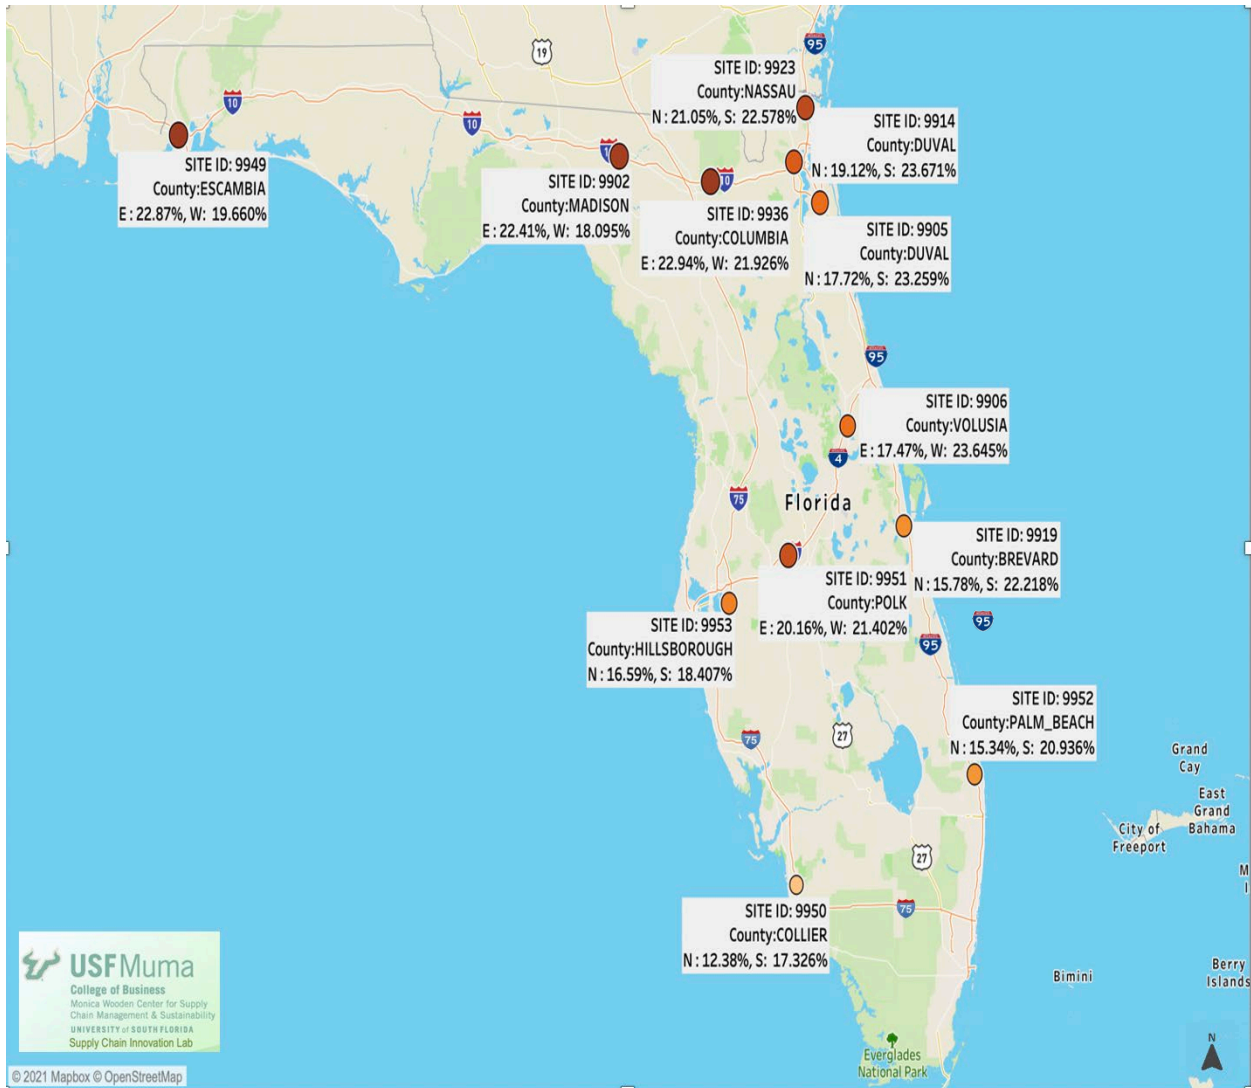 95
19
SITE ID: 9923
County:NASSAU
N : 21.05%, S: 22.578%
10
10
SITE ID: 9914
County:DUVAL
N : 19.12%, S: 23.671%
SITE ID: 9949
County:ESCAMBIA
E : 22.87%, W: 19.660%
SITE ID: 9902
County:MADISON
E : 22.41%, W: 18.095%
10
SITE ID: 9936
County:COLUMBIA
E : 22.94%, W: 21.926%
SITE ID: 9905
County:DUVAL
N : 17.72%, S: 23.259%
95
SITE ID: 9906
County:VOLUSIA
E : 17.47%, W: 23.645%
4
75
Florida
SITE ID: 9919
County:BREVARD
N : 15.78%, S: 22.218%
SITE ID: 9951
County:POLK
E : 20.16%, W: 21.402%
SITE ID: 9953
County:HILLSBOROUGH
N : 16.59%, S: 18.407%
95
95
SITE ID: 9952
County:PALM_BEACH
N : 15.34%, S: 20.936%
75
27
Grand
Cay
East
Grand
Bahama
City of
Freeport
27
75
SITE ID: 9950
County:COLLIER
N : 12.38%, S: 17.326%
Bimini
Berry
Islands
USF Muma
College of Business
Monica Wooden Center for Supply
Chain Management & Sustainability
UNIVERSITY of SOUTH FLORIDA
Supply Chain Innovation Lab
Everglades
National Park
N
© 2021 Mapbox © OpenStreetMap